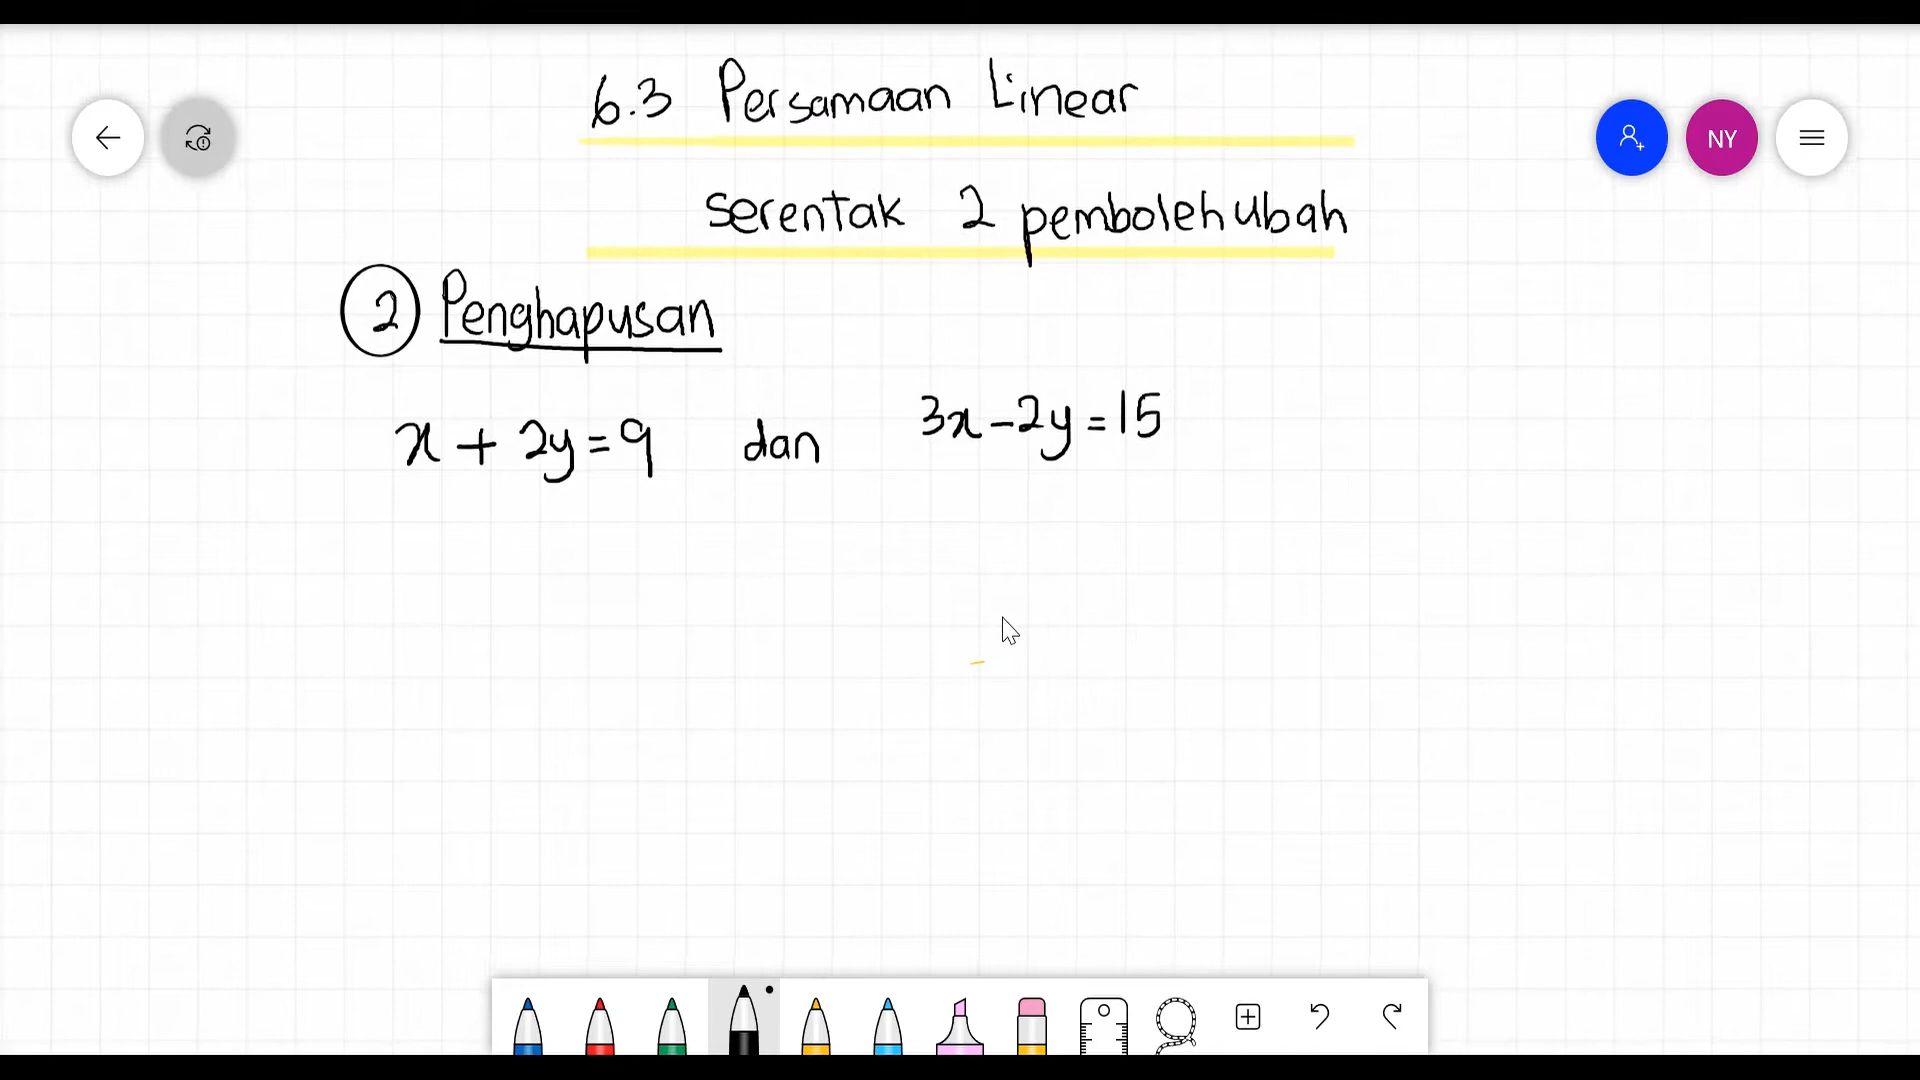 6.3 Persamaan Linear
NY
serentak 2 pembolehubah
2 Penghapusan
x + 2y = 9 dan 3x - 2y = 15